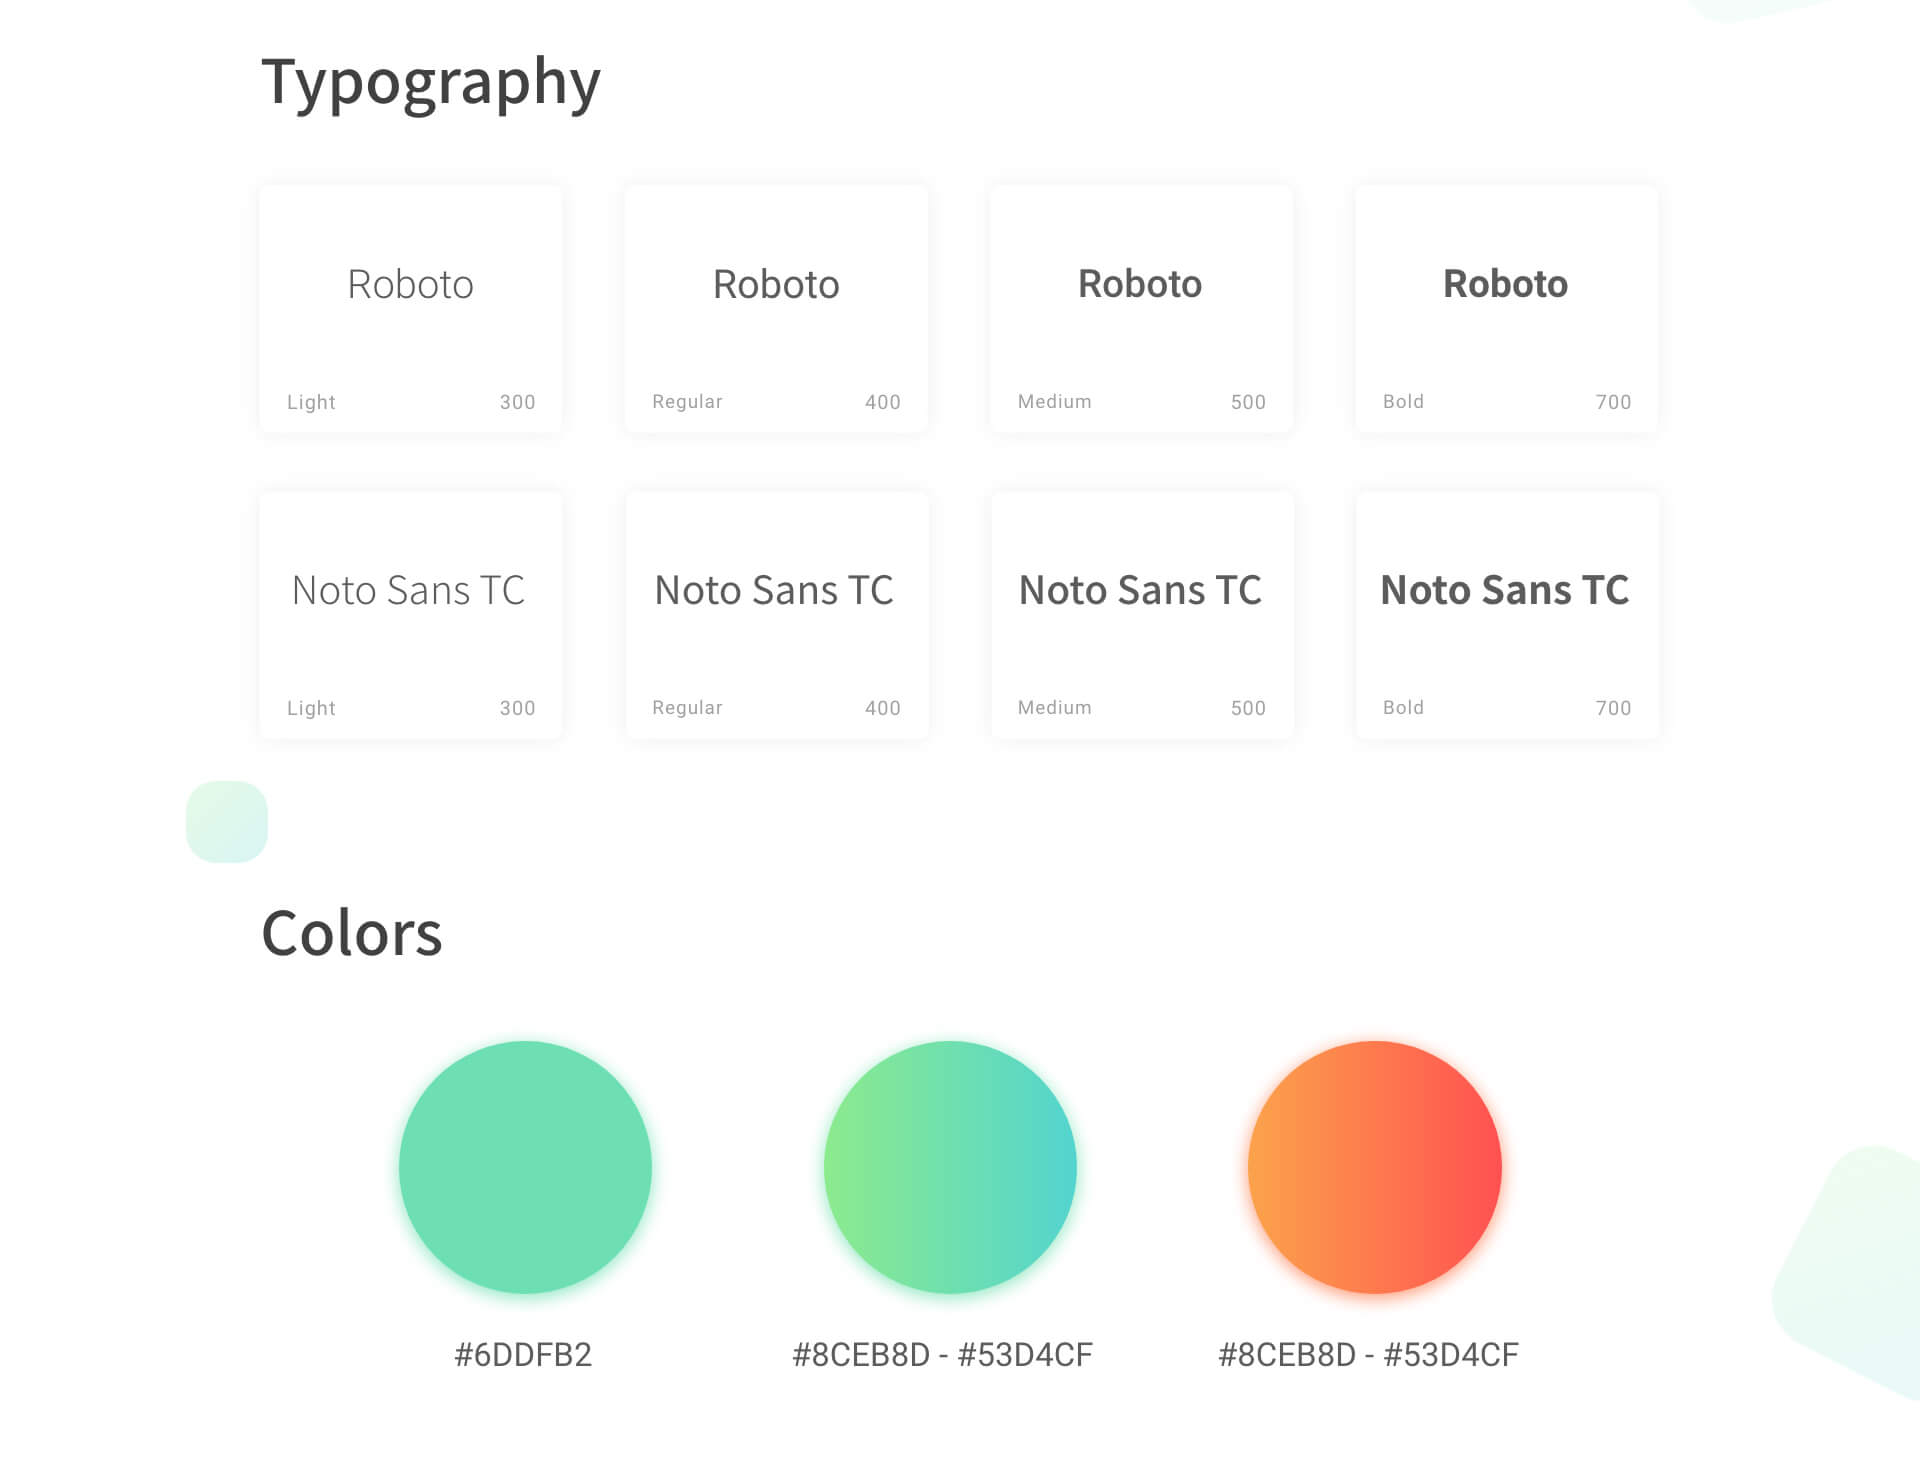 Typography
Roboto
Roboto
Roboto
Roboto
Light 300
Regular 400
Medium 500
Bold 700
Noto Sans TC
Noto Sans TC
Noto Sans TC
Noto Sans TC
Light 300
Regular 400
Medium 500
Bold 700
Colors
#6DDFB2
#8CEB8D - #53D4CF
#8CEB8D - #53D4CF